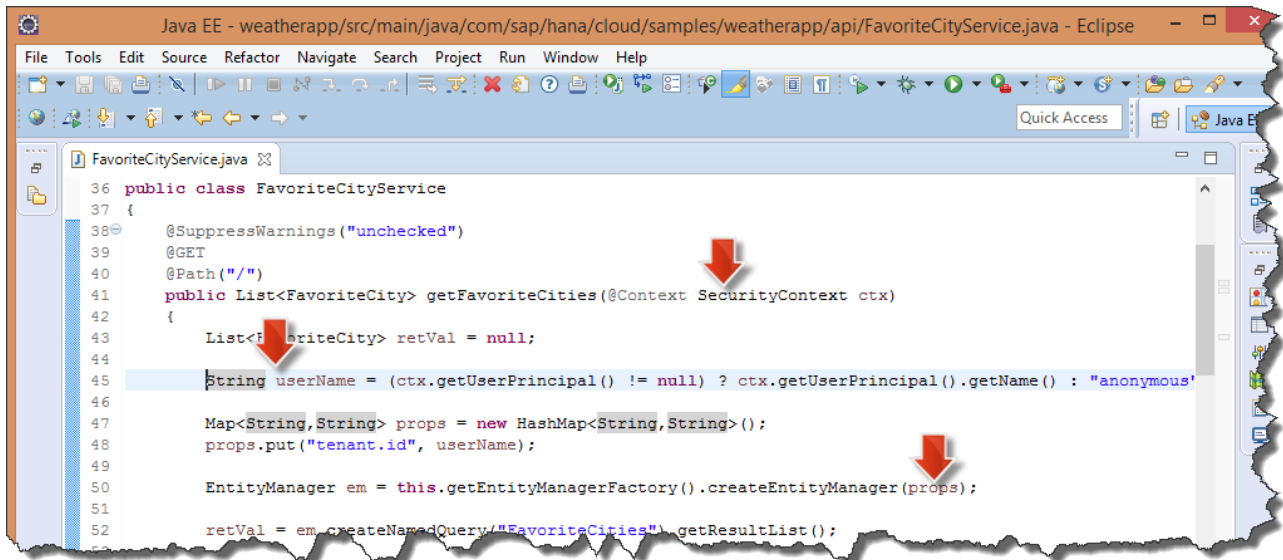 Java EE - weatherapp/src/main/java/com/sap/hana/cloud/samples/weatherapp/api/FavoriteCityService.java - Eclipse
File Tools Edit Source Refactor Navigate Search Project Run Window Help
Quick Access Java
FavoriteCityService.java
36 public class FavoriteCityService
37 {
38 @SuppressWarnings("unchecked")
39 @GET
40 @Path("/")
41 public List<FavoriteCity> getFavoriteCities(@Context SecurityContext ctx)
42 {
43 List<FavoriteCity> retVal = null;
44
45 String userName = (ctx.getUserPrincipal() != null) ? ctx.getUserPrincipal().getName() : "anonymous"
46
47 Map<String,String> props = new HashMap<String,String>();
48 props.put("tenant.id", userName);
49
50 EntityManager em = this.getEntityManagerFactory().createEntityManager(props);
51
52 retVal = em.createNamedQuery("FavoriteCities").getResultList();